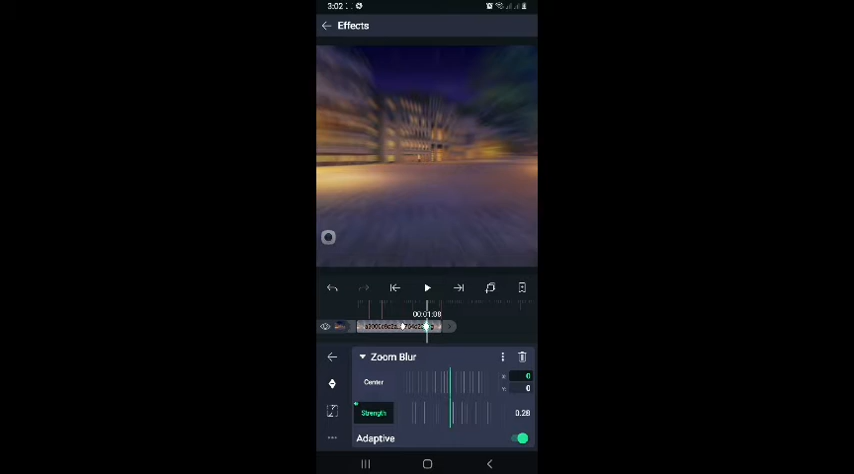 3:02
Effects
00:01:08
Zoom Blur
Center
X: 0
Y: 0
Strength
0.28
Adaptive